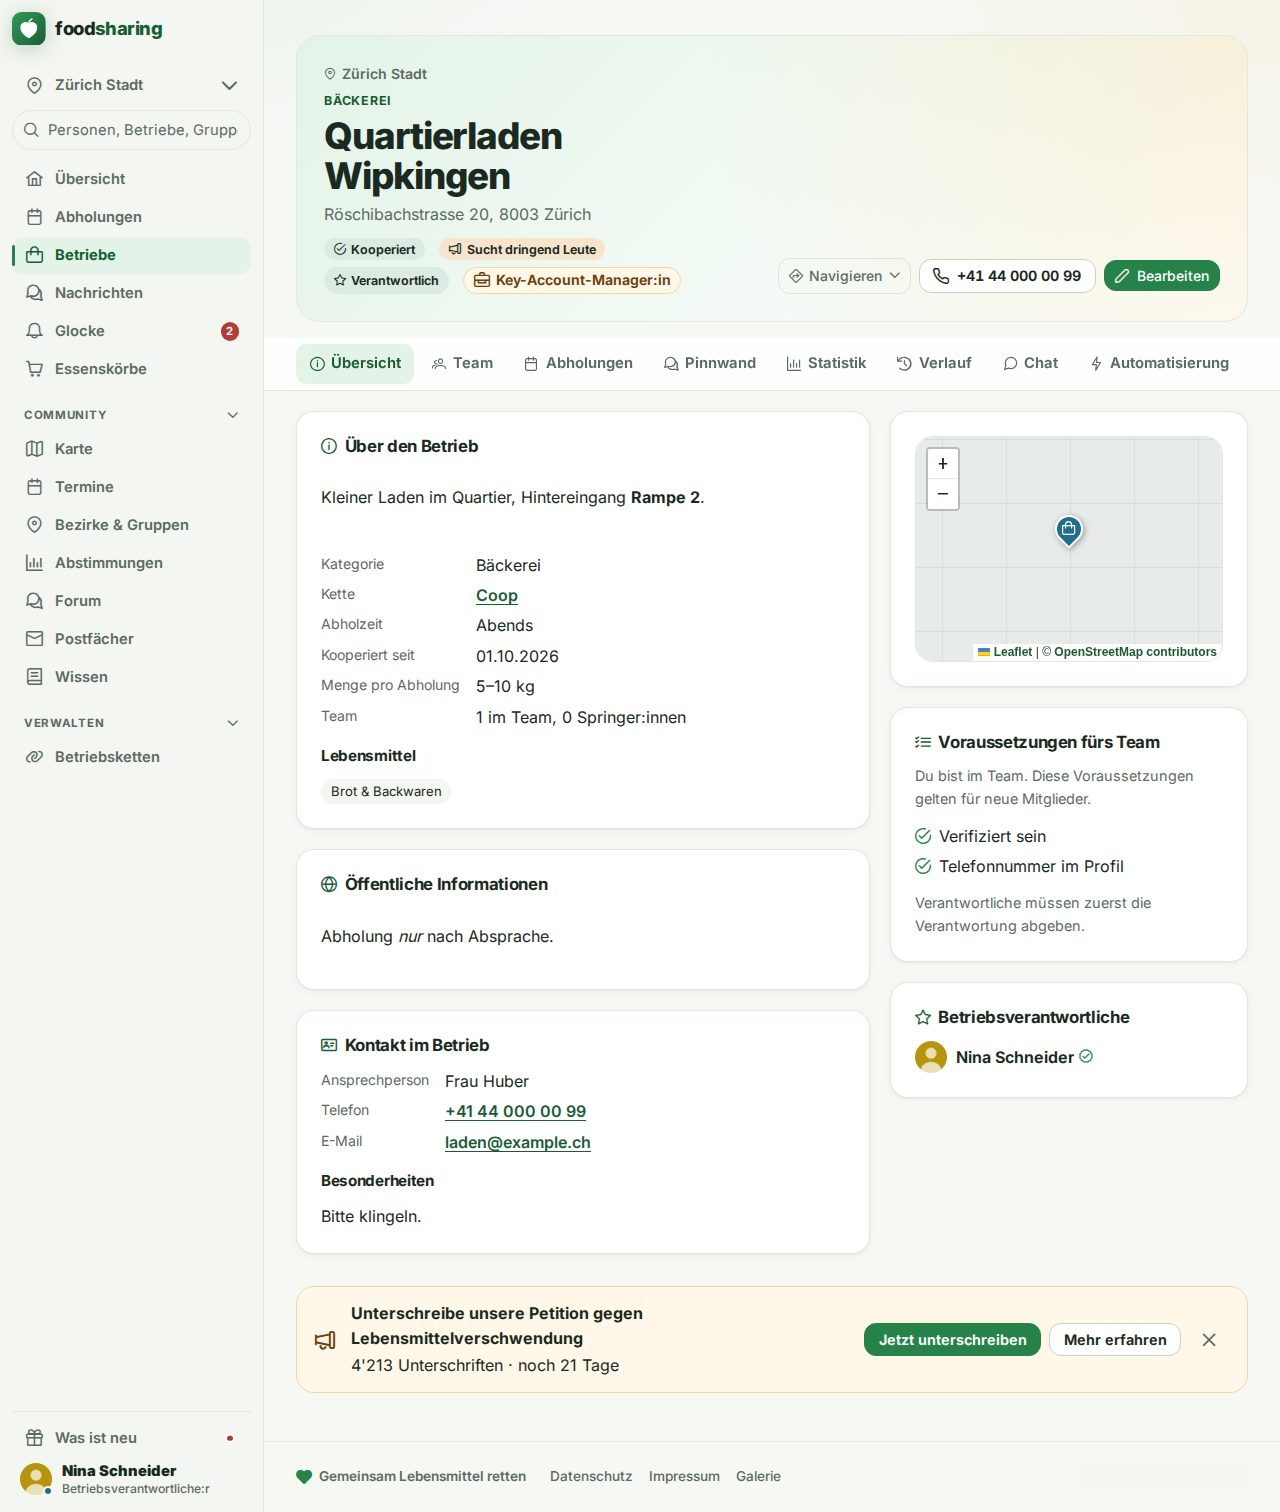 foodsharing
Zürich Stadt
Personen, Betriebe, Grupp
Übersicht
Abholungen
Betriebe
Nachrichten
Glocke
2
Essenskörbe
COMMUNITY
Karte
Termine
Bezirke & Gruppen
Abstimmungen
Forum
Postfächer
Wissen
VERWALTEN
Betriebsketten
Was ist neu
Nina Schneider
Betriebsverantwortliche:r
Zürich Stadt
BÄCKEREI
Quartierladen
Wipkingen
Röschibachstrasse 20, 8003 Zürich
Kooperiert
Sucht dringend Leute
Verantwortlich
Key-Account-Manager:in
Navigieren
+41 44 000 00 99
Bearbeiten
Übersicht
Team
Abholungen
Pinnwand
Statistik
Verlauf
Chat
Automatisierung
Über den Betrieb
Kleiner Laden im Quartier, Hintereingang Rampe 2.
Kategorie Bäckerei
Kette Coop
Abholzeit Abends
Kooperiert seit 01.10.2026
Menge pro Abholung 5–10 kg
Team 1 im Team, 0 Springer:innen
Lebensmittel
Brot & Backwaren
Öffentliche Informationen
Abholung nur nach Absprache.
Kontakt im Betrieb
Ansprechperson Frau Huber
Telefon +41 44 000 00 99
E-Mail laden@example.ch
Besonderheiten
Bitte klingeln.
+
−
Leaflet | © OpenStreetMap contributors
Voraussetzungen fürs Team
Du bist im Team. Diese Voraussetzungen
gelten für neue Mitglieder.
Verifiziert sein
Telefonnummer im Profil
Verantwortliche müssen zuerst die
Verantwortung abgeben.
Betriebsverantwortliche
Nina Schneider
Unterschreibe unsere Petition gegen
Lebensmittelverschwendung
4'213 Unterschriften · noch 21 Tage
Jetzt unterschreiben
Mehr erfahren
Gemeinsam Lebensmittel retten
Datenschutz
Impressum
Galerie